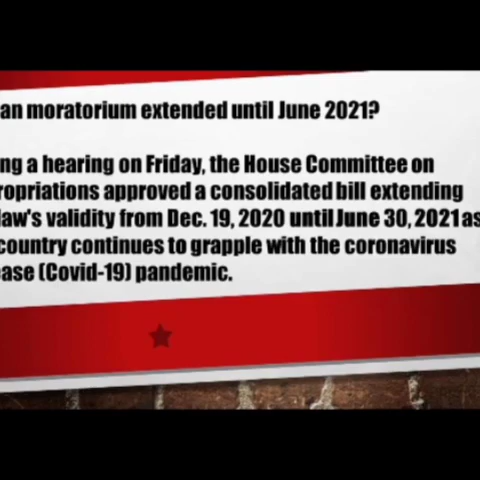 an moratorium extended until June 2021?
ng a hearing on Friday, the House Committee on
ropriations approved a consolidated bill extending
law's validity from Dec. 19, 2020 until June 30, 2021 as
country continues to grapple with the coronavirus
ease (Covid-19) pandemic.